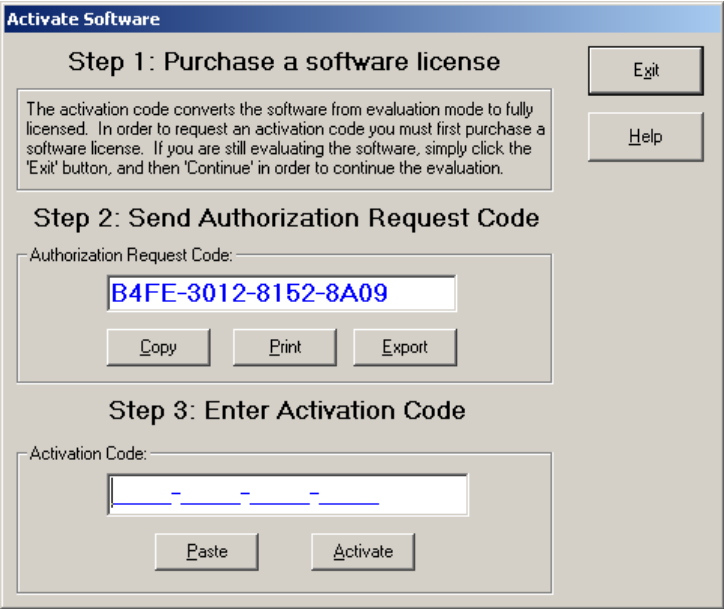 Activate Software
Step 1: Purchase a software license
Exit
The activation code converts the software from evaluation mode to fully
licensed. In order to request an activation code you must first purchase a
software license. If you are still evaluating the software, simply click the
'Exit' button, and then 'Continue' in order to continue the evaluation.
Help
Step 2: Send Authorization Request Code
Authorization Request Code:
B4FE-3012-8152-8A09
Copy
Print
Export
Step 3: Enter Activation Code
Activation Code:
____-____-____-____
Paste
Activate